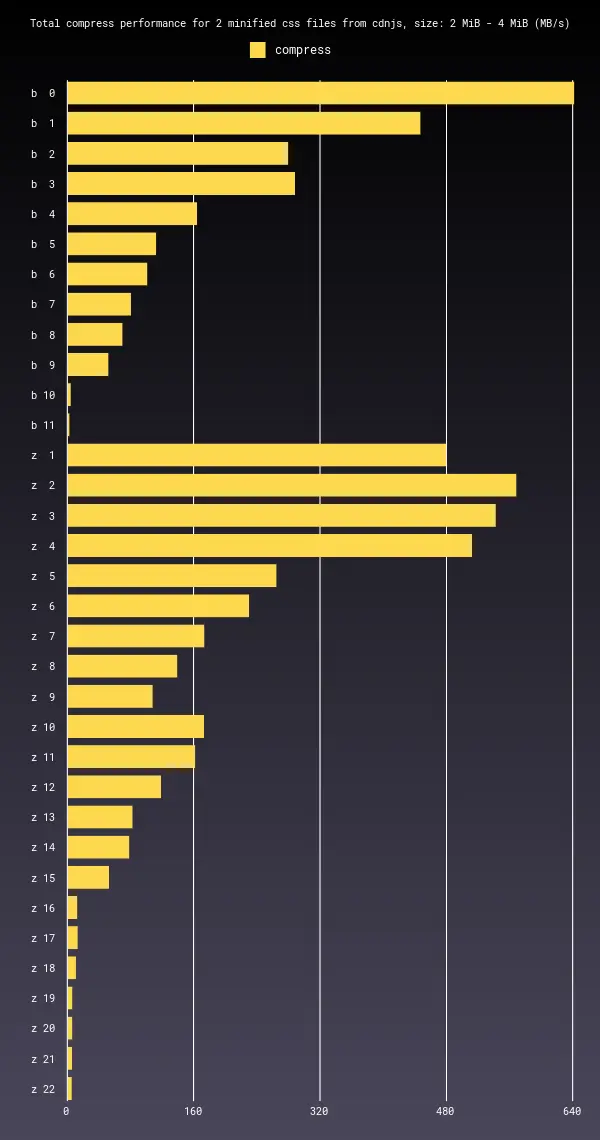 Total compress performance for 2 minified css files from cdnjs, size: 2 MiB - 4 MiB (MB/s)
compress
b 0
b 1
b 2
b 3
b 4
b 5
b 6
b 7
b 8
b 9
b 10
b 11
z 1
z 2
z 3
z 4
z 5
z 6
z 7
z 8
z 9
z 10
z 11
z 12
z 13
z 14
z 15
z 16
z 17
z 18
z 19
z 20
z 21
z 22
0 160 320 480 640